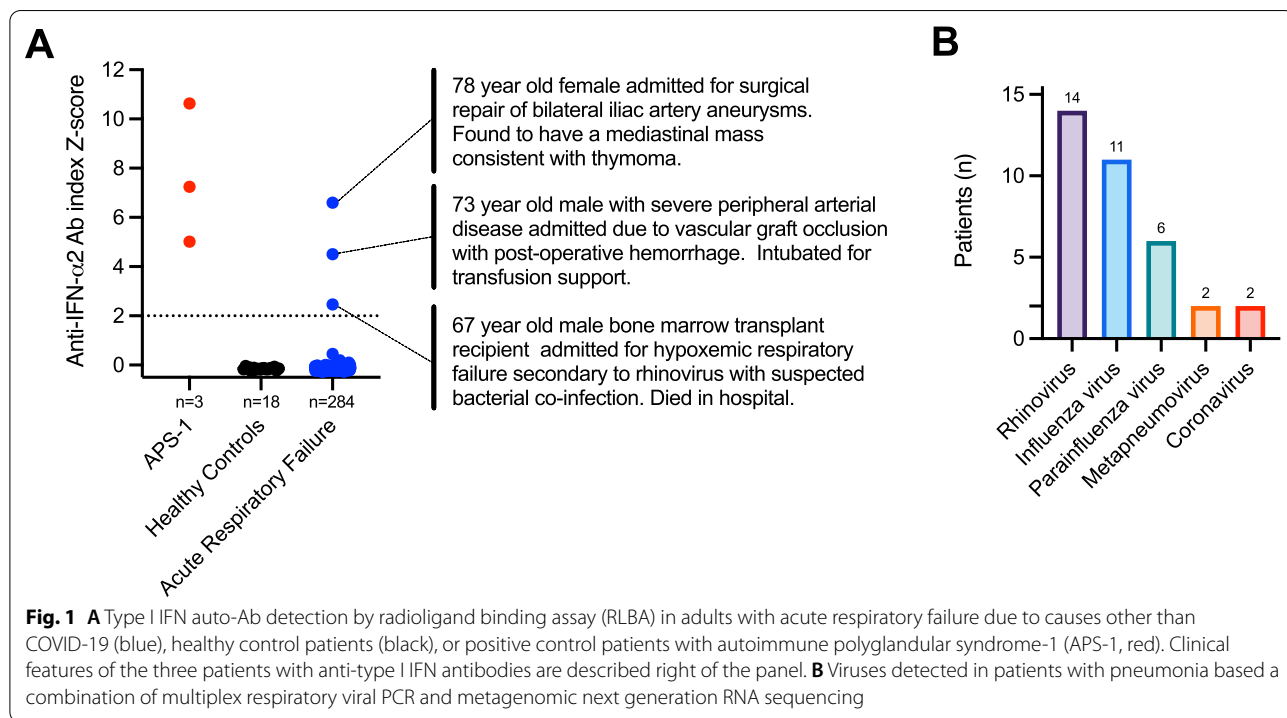 A
Anti-IFN-α2 Ab index Z-score
12
10
8
6
4
2
0
n=3
n=18
n=284
APS-1
Healthy Controls
Acute Respiratory Failure
78 year old female admitted for surgical
repair of bilateral iliac artery aneurysms.
Found to have a mediastinal mass
consistent with thymoma.
73 year old male with severe peripheral arterial
disease admitted due to vascular graft occlusion
with post-operative hemorrhage. Intubated for
transfusion support.
67 year old male bone marrow transplant
recipient admitted for hypoxemic respiratory
failure secondary to rhinovirus with suspected
bacterial co-infection. Died in hospital.
B
Patients (n)
15
10
5
0
14
11
6
2
2
Rhinovirus
Influenza virus
Parainfluenza virus
Metapneumovirus
Coronavirus
Fig. 1 A Type I IFN auto-Ab detection by radioligand binding assay (RLBA) in adults with acute respiratory failure due to causes other than
COVID-19 (blue), healthy control patients (black), or positive control patients with autoimmune polyglandular syndrome-1 (APS-1, red). Clinical
features of the three patients with anti-type I IFN antibodies are described right of the panel. B Viruses detected in patients with pneumonia based a
combination of multiplex respiratory viral PCR and metagenomic next generation RNA sequencing